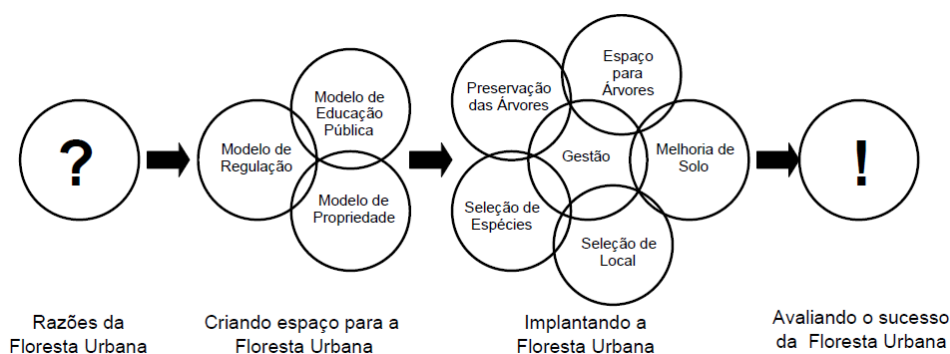 ?
Modelo de
Regulação
Modelo de
Educação
Pública
Modelo de
Propriedade
Preservação
das Árvores
Espaço
para
Árvores
Gestão
Melhoria de
Solo
Seleção de
Espécies
Seleção de
Local
!
Razões da
Floresta Urbana
Criando espaço para a
Floresta Urbana
Implantando a
Floresta Urbana
Avaliando o sucesso
da Floresta Urbana